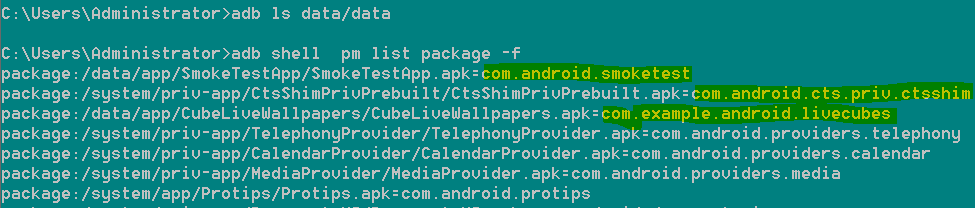 C:\Users\Administrator>adb ls data/data
C:\Users\Administrator>adb shell  pm list package -f
package:/data/app/SmokeTestApp/SmokeTestApp.apk=com.android.smoketest
package:/system/priv-app/CtsShimPrivPrebuilt/CtsShimPrivPrebuilt.apk=com.android.cts.priv.ctsshim
package:/data/app/CubeLiveWallpapers/CubeLiveWallpapers.apk=com.example.android.livecubes
package:/system/priv-app/TelephonyProvider/TelephonyProvider.apk=com.android.providers.telephony
package:/system/priv-app/CalendarProvider/CalendarProvider.apk=com.android.providers.calendar
package:/system/priv-app/MediaProvider/MediaProvider.apk=com.android.providers.media
package:/system/app/Protips/Protips.apk=com.android.protips